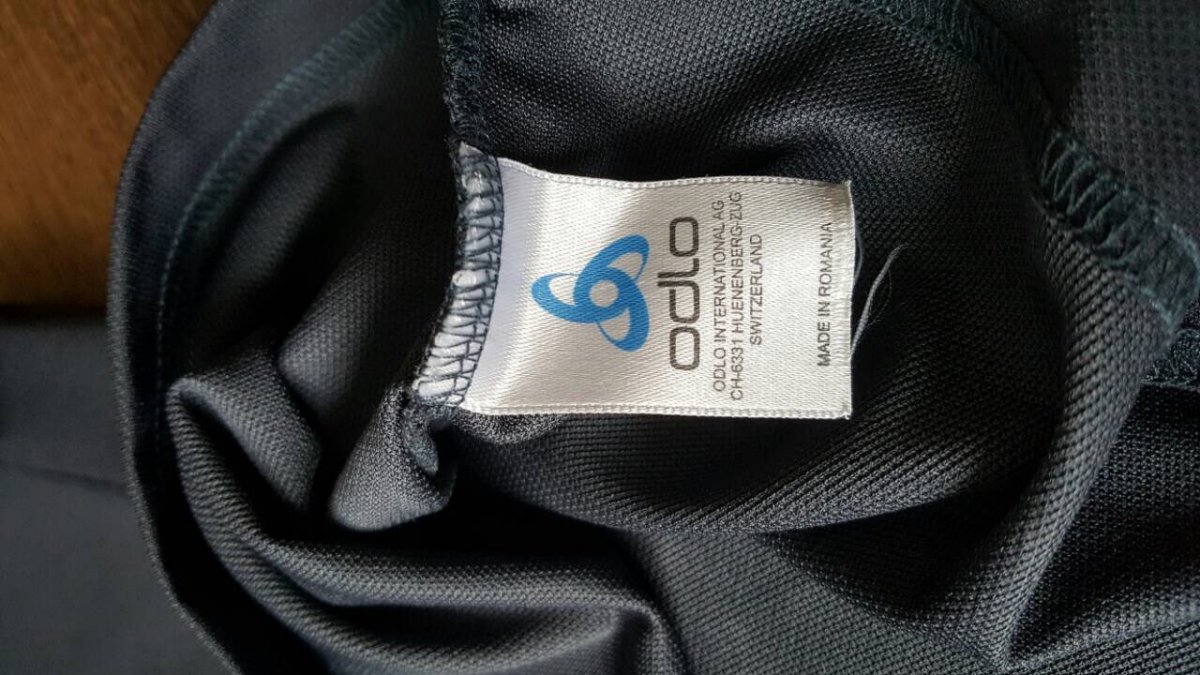 odlo
ODLO INTERNATIONAL AG
CH-6331 HUENENBERG-ZUG
SWITZERLAND
MADE IN ROMANIA